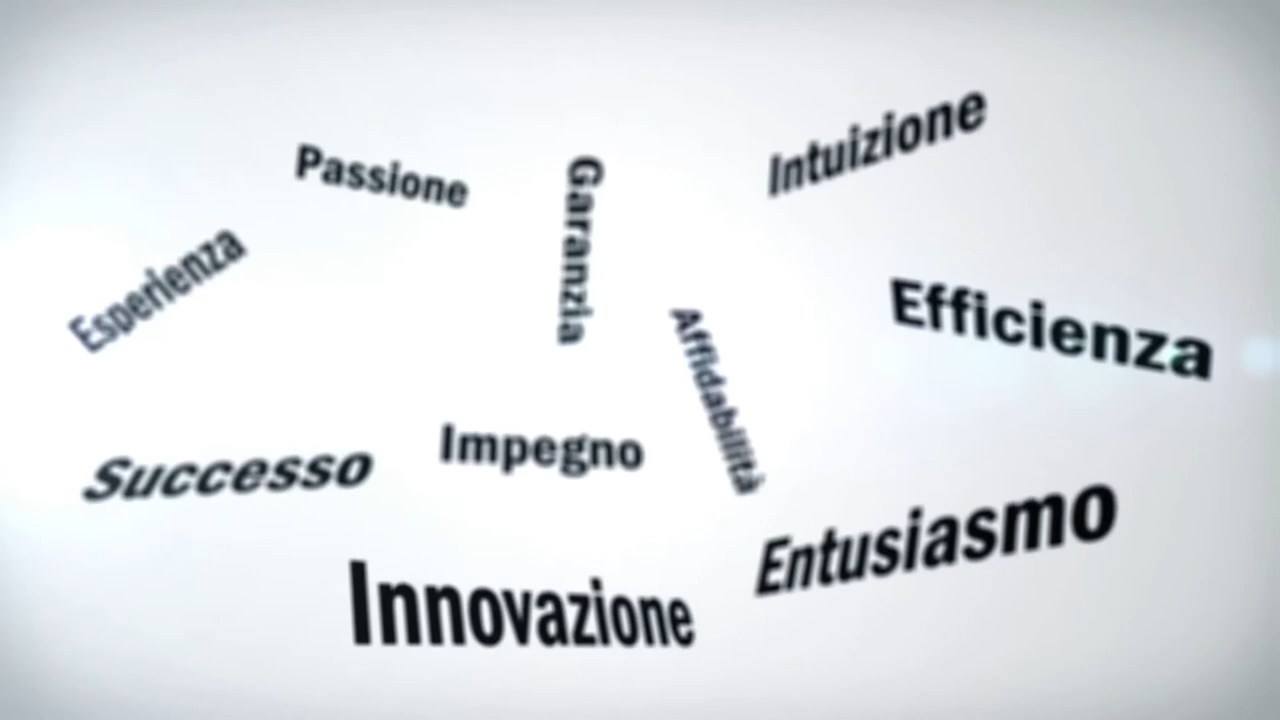 Intuizione
Passione
Garanzia
Esperienza
Efficienza
Affidabilità
Impegno
Successo
Entusiasmo
Innovazione